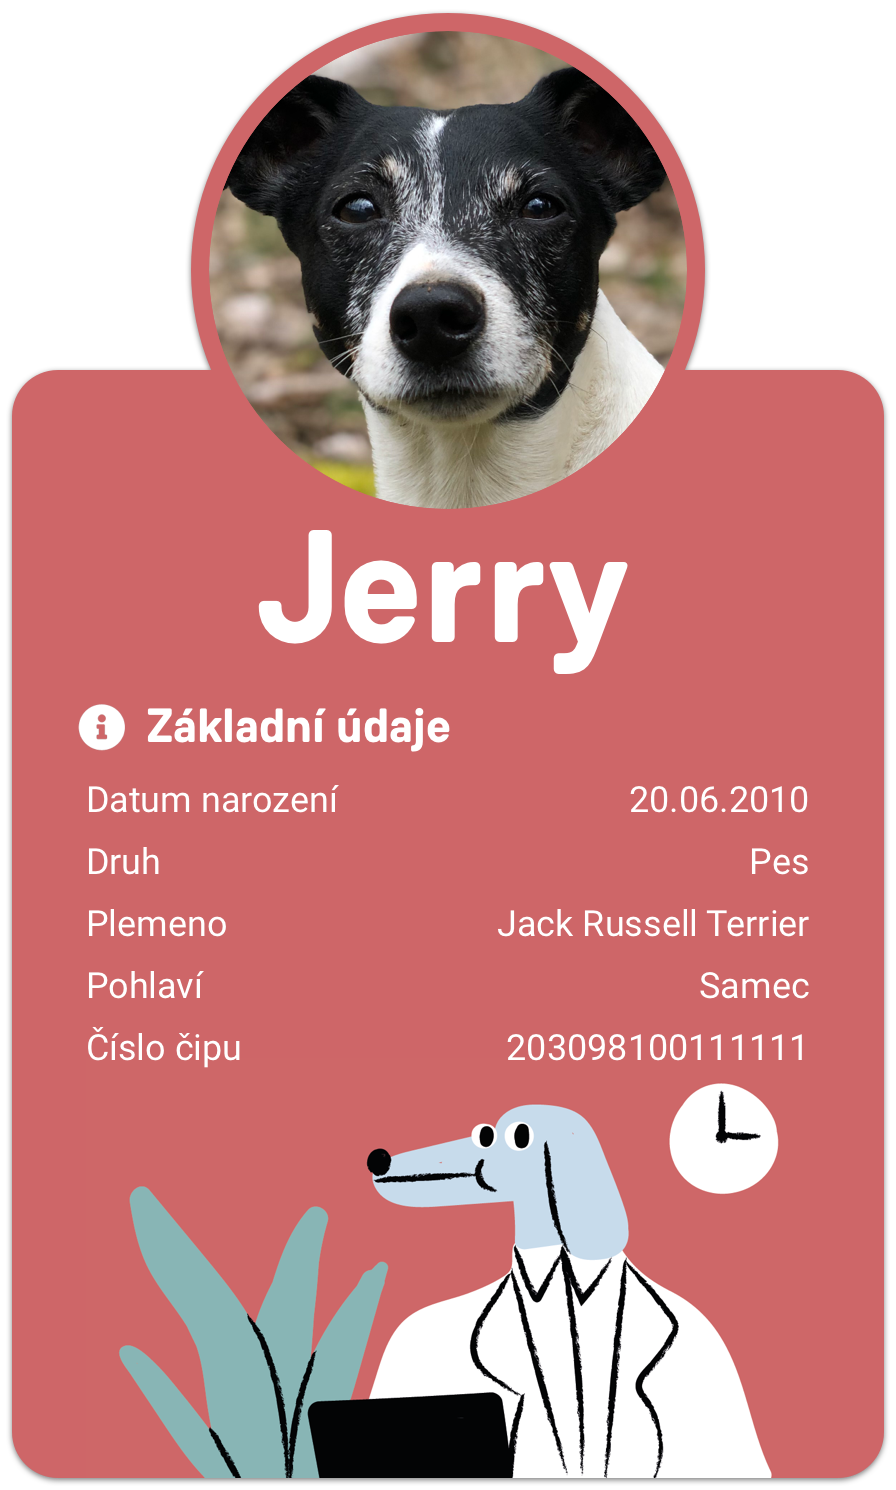 Jerry
Základní údaje
Datum narození 20.06.2010
Druh Pes
Plemeno Jack Russell Terrier
Pohlaví Samec
Číslo čipu 203098100111111